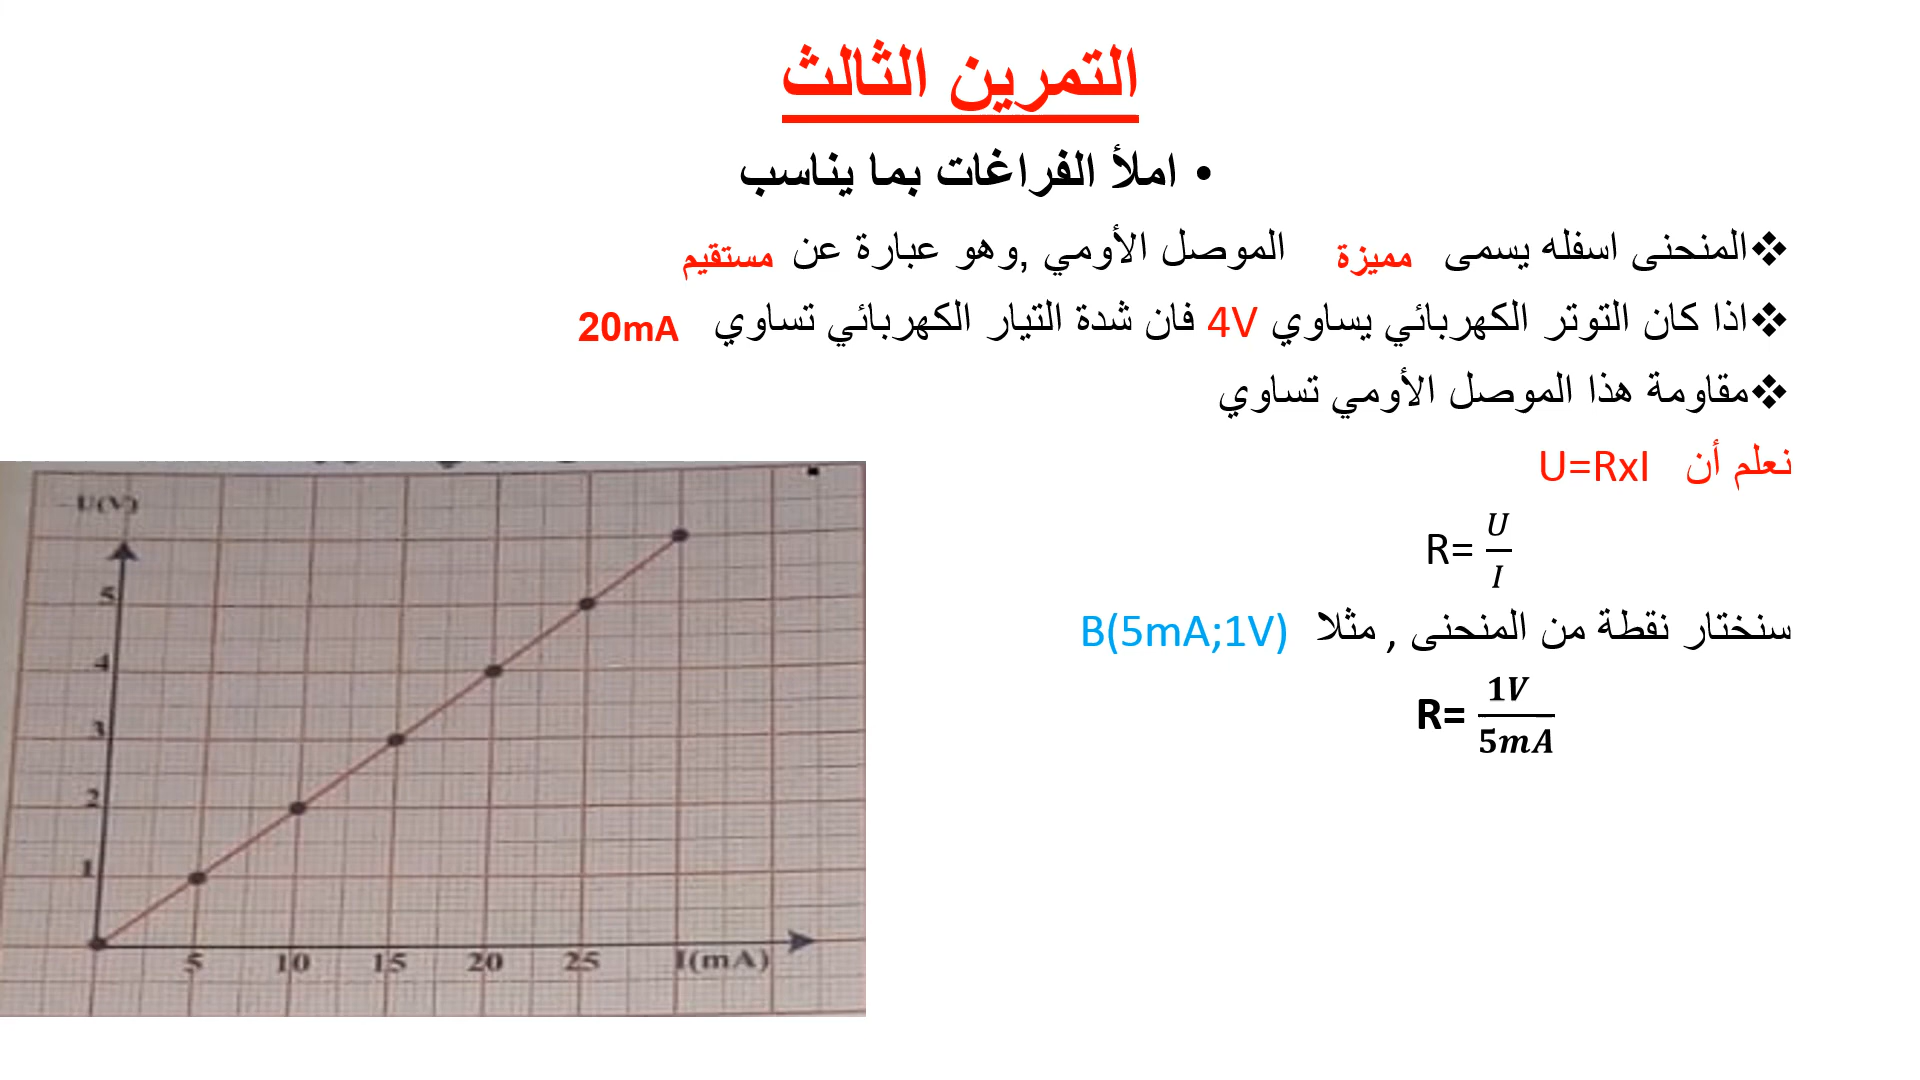 التمرين الثالث
• املأ الفراغات بما يناسب
❖المنحنى اسفله يسمى مميزة الموصل الأومي ,وهو عبارة عن مستقيم
❖اذا كان التوتر الكهربائي يساوي 4V فان شدة التيار الكهربائي تساوي 20mA
❖مقاومة هذا الموصل الأومي تساوي
نعلم أن U=RxI
R= U/I
سنختار نقطة من المنحنى , مثلا B(5mA;1V)
R= 1V/5mA
U(V)
5
4
3
2
1
5 10 15 20 25 I(mA)